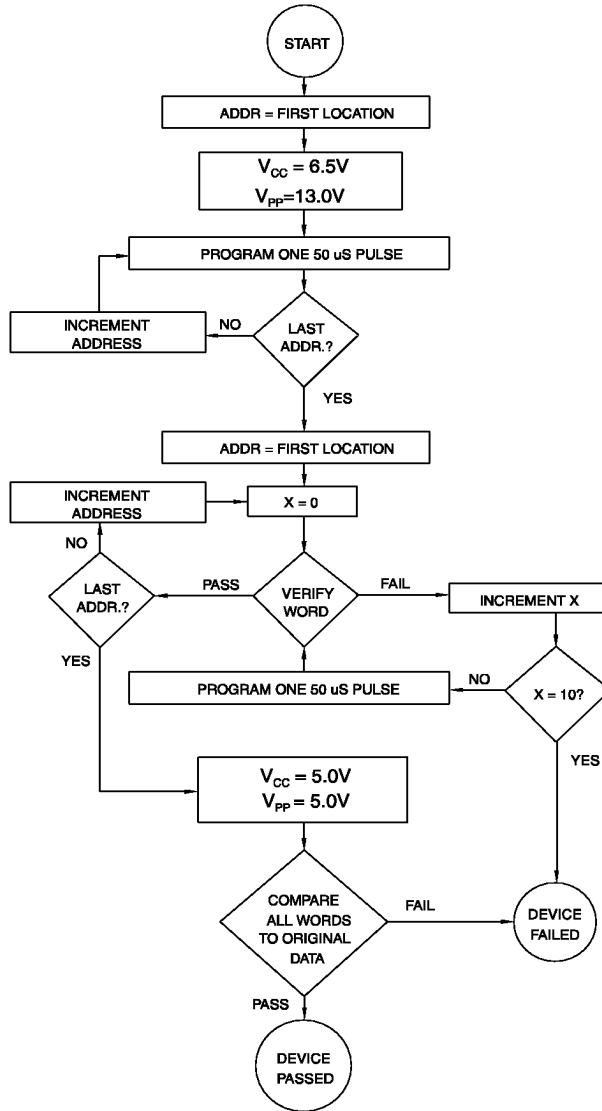 START
ADDR = FIRST LOCATION
VCC = 6.5V
VPP=13.0V
PROGRAM ONE 50 uS PULSE
INCREMENT
ADDRESS
NO
LAST
ADDR.?
YES
ADDR = FIRST LOCATION
INCREMENT
ADDRESS
X = 0
NO
LAST
ADDR.?
PASS
VERIFY
WORD
FAIL
INCREMENT X
YES
PROGRAM ONE 50 uS PULSE
NO
X = 10?
YES
VCC = 5.0V
VPP = 5.0V
COMPARE
ALL WORDS
TO ORIGINAL
DATA
FAIL
DEVICE
FAILED
PASS
DEVICE
PASSED